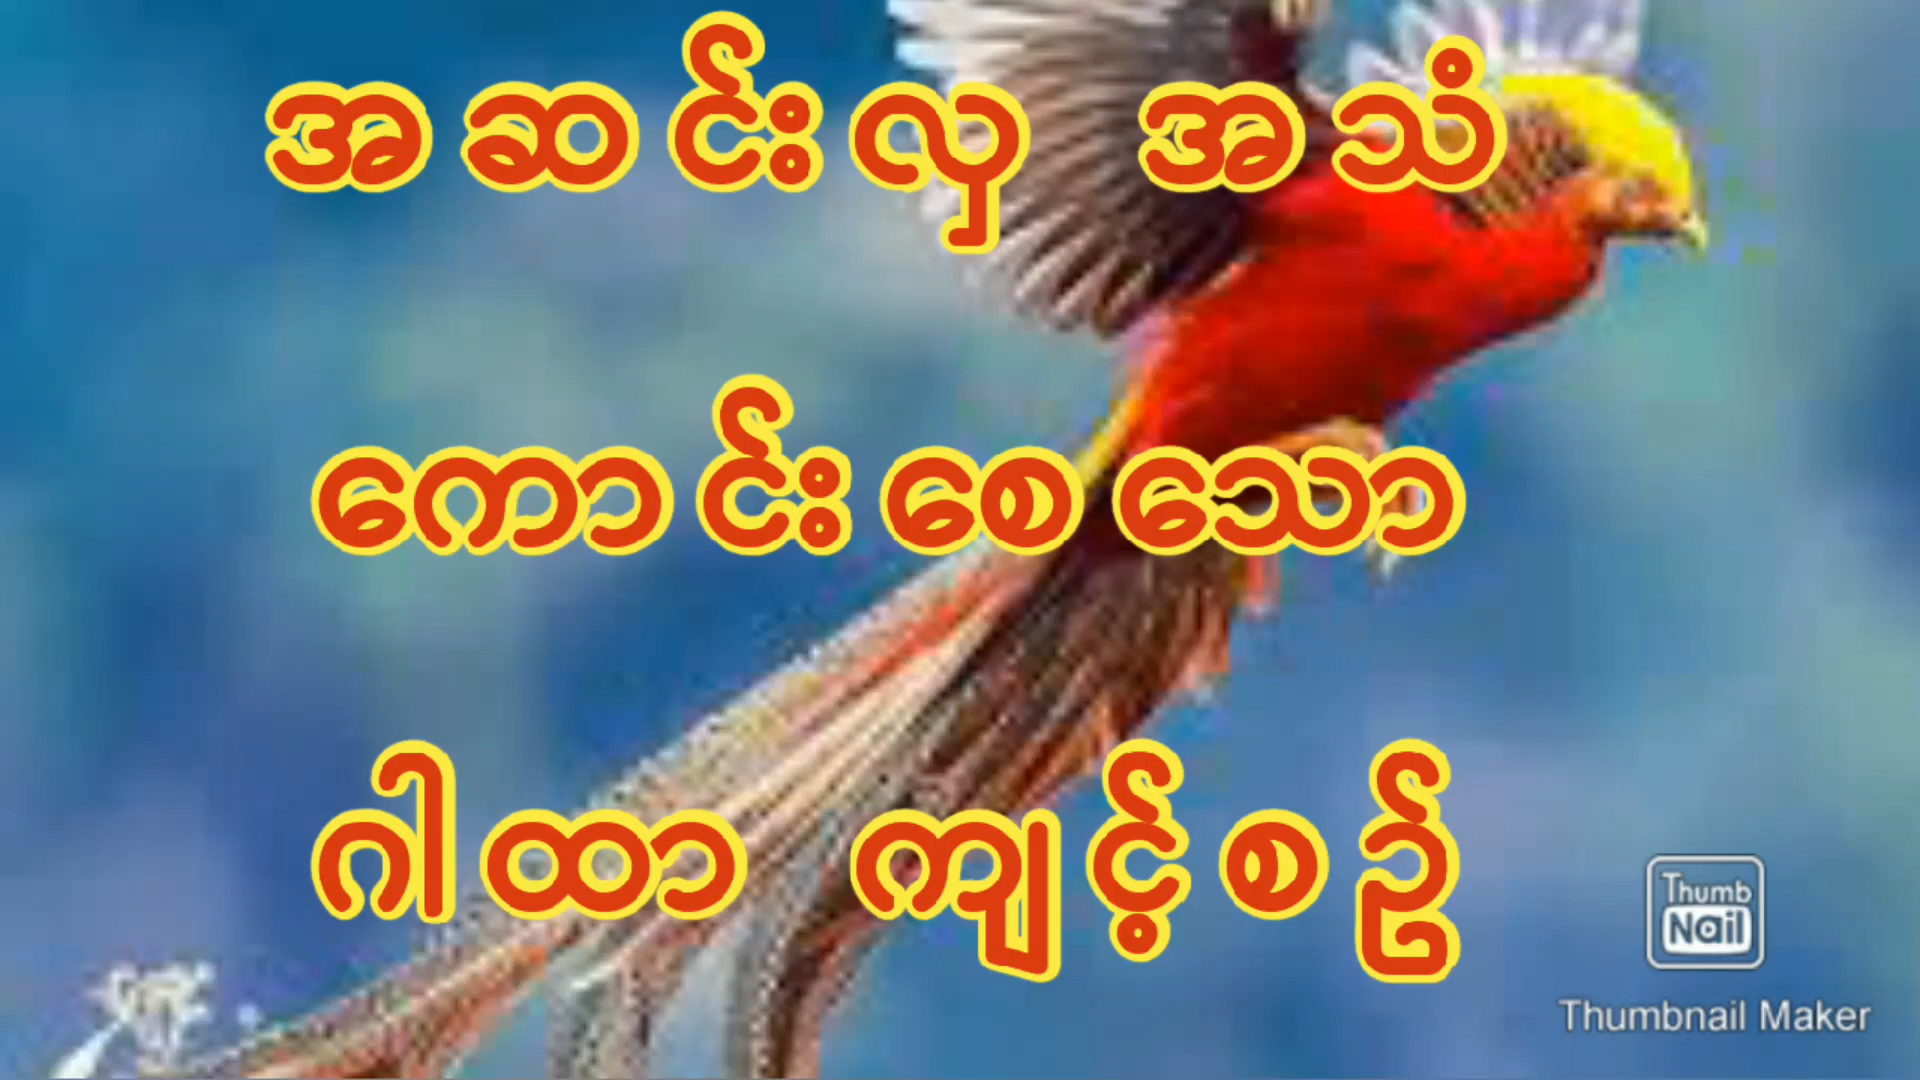 အဆင်းလှ အသံ
ကောင်းစေသော
ဂါထာ ကျင့်စဉ်
Thumb
Nail
Thumbnail Maker